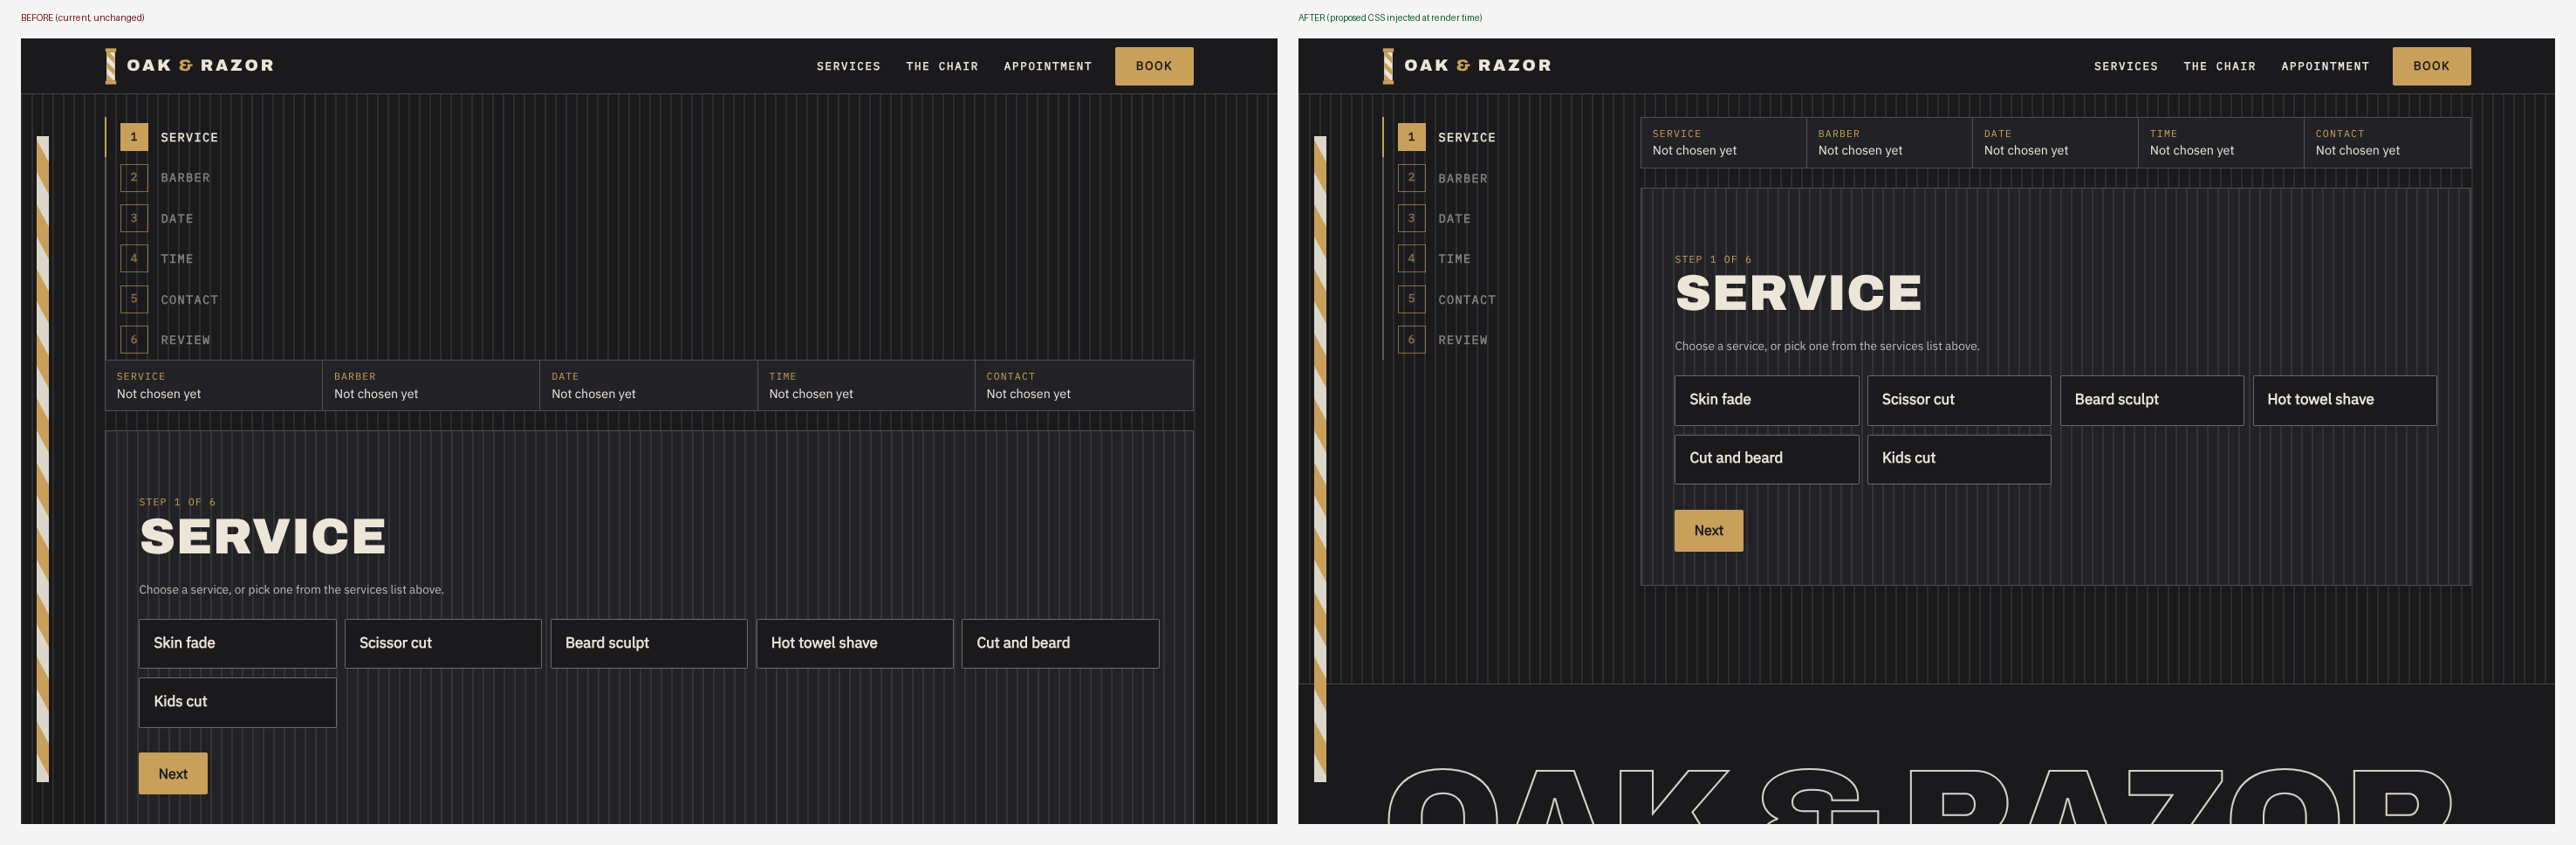 BEFORE (current, unchanged)
OAK & RAZOR
SERVICES THE CHAIR APPOINTMENT BOOK
1 SERVICE
2 BARBER
3 DATE
4 TIME
5 CONTACT
6 REVIEW
SERVICE BARBER DATE TIME CONTACT
Not chosen yet Not chosen yet Not chosen yet Not chosen yet Not chosen yet
STEP 1 OF 6
SERVICE
Choose a service, or pick one from the services list above.
Skin fade Scissor cut Beard sculpt Hot towel shave Cut and beard
Kids cut
Next
AFTER (proposed CSS injected at render time)
OAK & RAZOR
SERVICES THE CHAIR APPOINTMENT BOOK
1 SERVICE
2 BARBER
3 DATE
4 TIME
5 CONTACT
6 REVIEW
SERVICE BARBER DATE TIME CONTACT
Not chosen yet Not chosen yet Not chosen yet Not chosen yet Not chosen yet
STEP 1 OF 6
SERVICE
Choose a service, or pick one from the services list above.
Skin fade Scissor cut Beard sculpt Hot towel shave
Cut and beard Kids cut
Next
OAK & RAZOR